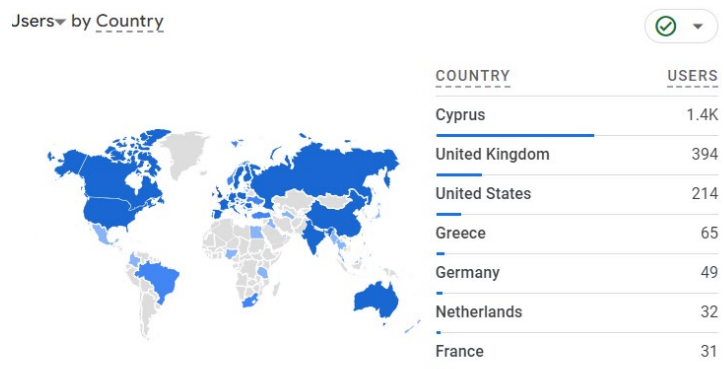 Users by Country
COUNTRY USERS
Cyprus 1.4K
United Kingdom 394
United States 214
Greece 65
Germany 49
Netherlands 32
France 31